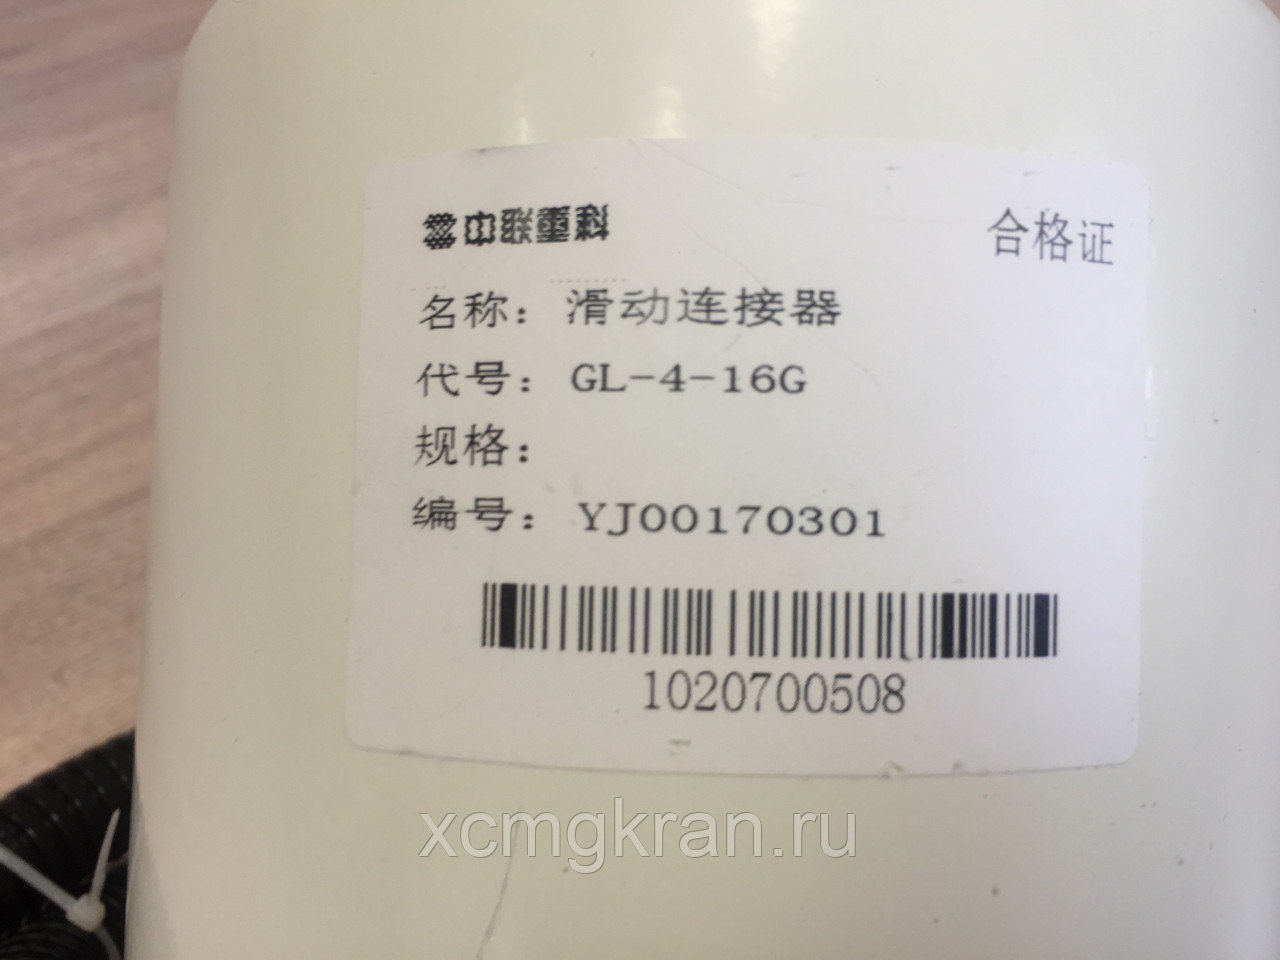 中联重科
合格证
名称：滑动连接器
代号：GL-4-16G
规格：
编号：YJ00170301
1020700508
xcmgkran.ru